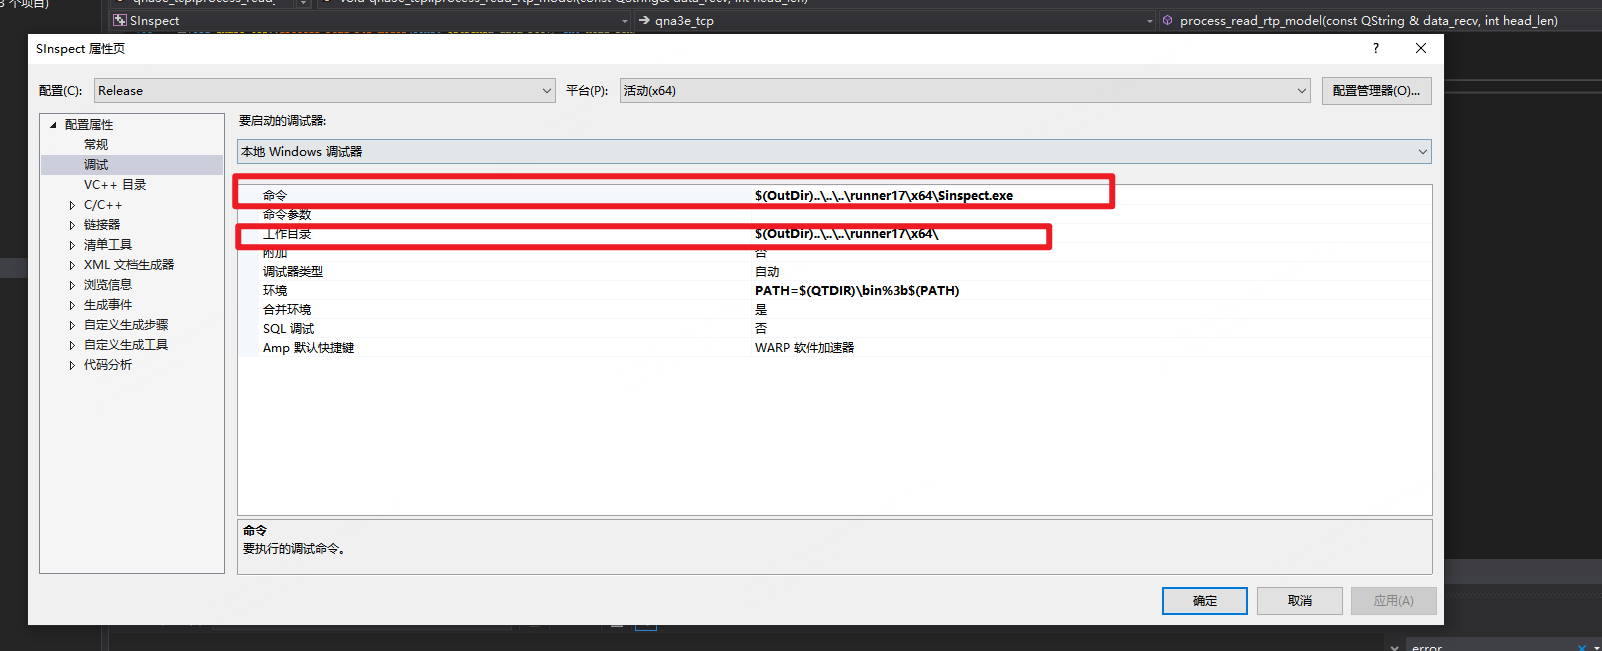 3 个项目)
SInspect
qna3e_tcp
process_read_rtp_model(const QString & data_recv, int head_len)
SInspect 属性页
配置(C):
Release
平台(P):
活动(x64)
配置管理器(O)...
配置属性
常规
调试
VC++ 目录
C/C++
链接器
清单工具
XML 文档生成器
浏览信息
生成事件
自定义生成步骤
自定义生成工具
代码分析
要启动的调试器:
本地 Windows 调试器
命令 $(OutDir)..\..\..\runner17\x64\Sinspect.exe
命令参数
工作目录 $(OutDir)..\..\..\runner17\x64\
附加 否
调试器类型 自动
环境 PATH=$(QTDIR)\bin%3b$(PATH)
合并环境 是
SQL 调试 否
Amp 默认快捷键 WARP 软件加速器
命令
要执行的调试命令。
确定
取消
应用(A)
error